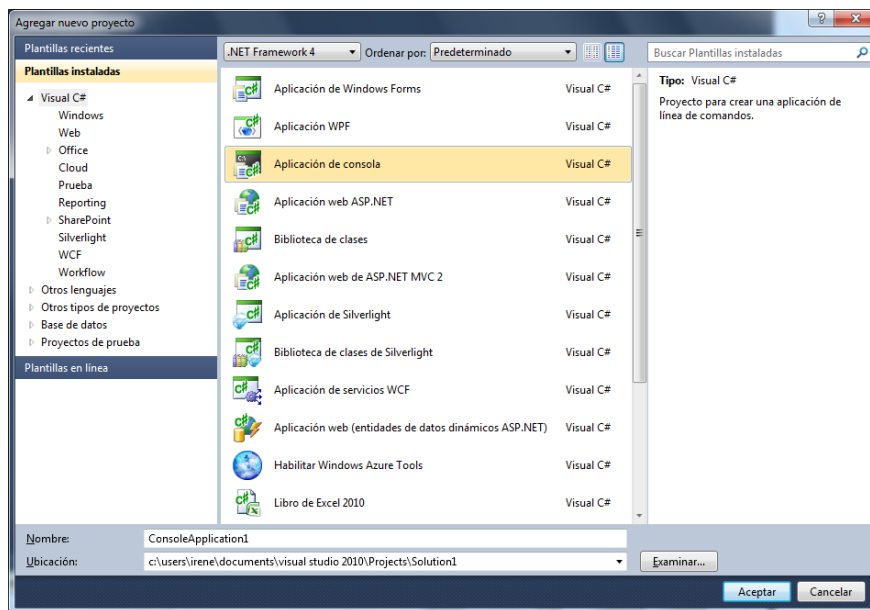 Agregar nuevo proyecto
Plantillas recientes
Plantillas instaladas
Visual C#
Windows
Web
Office
Cloud
Prueba
Reporting
SharePoint
Silverlight
WCF
Workflow
Otros lenguajes
Otros tipos de proyectos
Base de datos
Proyectos de prueba
Plantillas en línea
.NET Framework 4 Ordenar por: Predeterminado
Aplicación de Windows Forms Visual C#
Aplicación WPF Visual C#
Aplicación de consola Visual C#
Aplicación web ASP.NET Visual C#
Biblioteca de clases Visual C#
Aplicación web de ASP.NET MVC 2 Visual C#
Aplicación de Silverlight Visual C#
Biblioteca de clases de Silverlight Visual C#
Aplicación de servicios WCF Visual C#
Aplicación web (entidades de datos dinámicos ASP.NET) Visual C#
Habilitar Windows Azure Tools Visual C#
Libro de Excel 2010 Visual C#
Buscar Plantillas instaladas
Tipo: Visual C#
Proyecto para crear una aplicación de
línea de comandos.
Nombre: ConsoleApplication1
Ubicación: c:\users\irene\documents\visual studio 2010\Projects\Solution1
Examinar...
Aceptar Cancelar